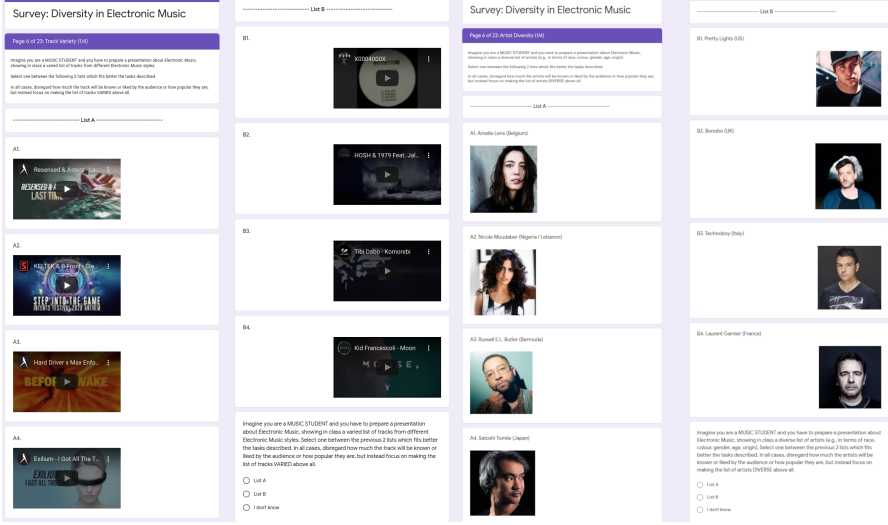 Survey: Diversity in Electronic Music
Page 6 of 23: Track Variety (1/4)
Imagine you are a MUSIC STUDENT and you have to prepare a presentation about Electronic Music,
showing in class a varied list of tracks from different Electronic Music styles.
Select one between the following 2 lists which fits better the tasks described.
In all cases, disregard how much the track will be known or liked by the audience or how popular they are,
but instead focus on making the list of tracks VARIED above all.
---------------------------- List A ----------------------------
A1.
Resensed & Astora - La...
RESENSED & A
LAST TIME
A2.
KELTEK & B-Front - Ste...
STEP INTO THE GAME
INTENTS FESTIVAL 2020 ANTHEM
A3.
Hard Driver x Max Enfo...
BEFO WAKE
A4.
Exilium - I Got All The T...
EXILIUM
I GOT ALL THE
---------------------------- List B ----------------------------
B1.
X0004000X
B2.
HOSH & 1979 Feat. Jal...
B3.
Tibi Dabo - Komorebi
B4.
Kid Francescoli - Moon
Imagine you are a MUSIC STUDENT and you have to prepare a presentation
about Electronic Music, showing in class a varied list of tracks from different
Electronic Music styles. Select one between the previous 2 lists which fits better
the tasks described. In all cases, disregard how much the track will be known or
liked by the audience or how popular they are, but instead focus on making the
list of tracks VARIED above all.
List A
List B
I don't know
Survey: Diversity in Electronic Music
Page 6 of 23: Artist Diversity (1/4)
Imagine you are a MUSIC STUDENT and you have to prepare a presentation about Electronic Music,
showing in class a diverse list of artists (e.g., in terms of race, colour, gender, age, origin)
Select one between the following 2 lists which fits better the tasks described.
In all cases, disregard how much the artists will be known or liked by the audience or how popular they are,
but instead focus on making the list of artists DIVERSE above all.
---------------------------- List A ----------------------------
A1. Amelie Lens (Belgium)
A2. Nicole Moudaber (Nigeria / Lebanon)
A3. Russell E.L. Butler (Bermuda)
A4. Satoshi Tomiie (Japan)
---------------------------- List B ----------------------------
B1. Pretty Lights (US)
B2. Bonobo (UK)
B3. Technoboy (Italy)
B4. Laurent Garnier (France)
Imagine you are a MUSIC STUDENT and you have to prepare a presentation about
Electronic Music, showing in class a diverse list of artists (e.g., in terms of race,
colour, gender, age, origin). Select one between the previous 2 lists which fits
better the tasks described. In all cases, disregard how much the artists will be
known or liked by the audience or how popular they are, but instead focus on
making the list of artists DIVERSE above all.
List A
List B
I don't know